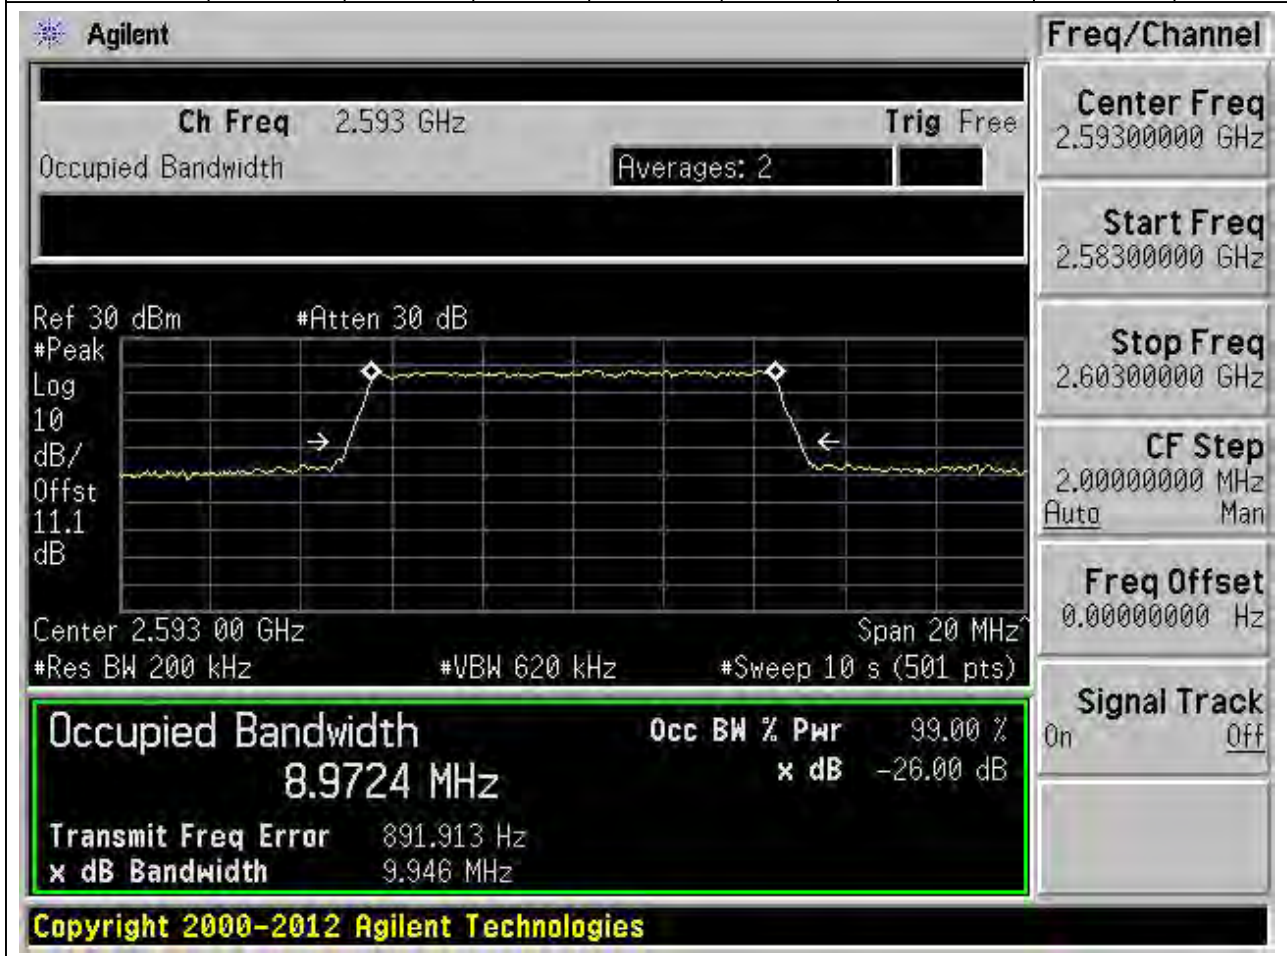 Agilent
Freq/Channel
Ch Freq 2.593 GHz Trig Free
Occupied Bandwidth Averages: 2
Center Freq
2.59300000 GHz
Start Freq
2.58300000 GHz
Stop Freq
2.60300000 GHz
CF Step
2.00000000 MHz
Auto Man
Freq Offset
0.00000000 Hz
Signal Track
On Off
Ref 30 dBm #Atten 30 dB
#Peak
Log
10
dB/
Offst
11.1
dB
Center 2.593 00 GHz Span 20 MHz^
#Res BW 200 kHz #VBW 620 kHz #Sweep 10 s (501 pts)
Occupied Bandwidth Occ BW % Pwr 99.00 %
8.9724 MHz x dB -26.00 dB
Transmit Freq Error 891.913 Hz
x dB Bandwidth 9.946 MHz
Copyright 2000-2012 Agilent Technologies